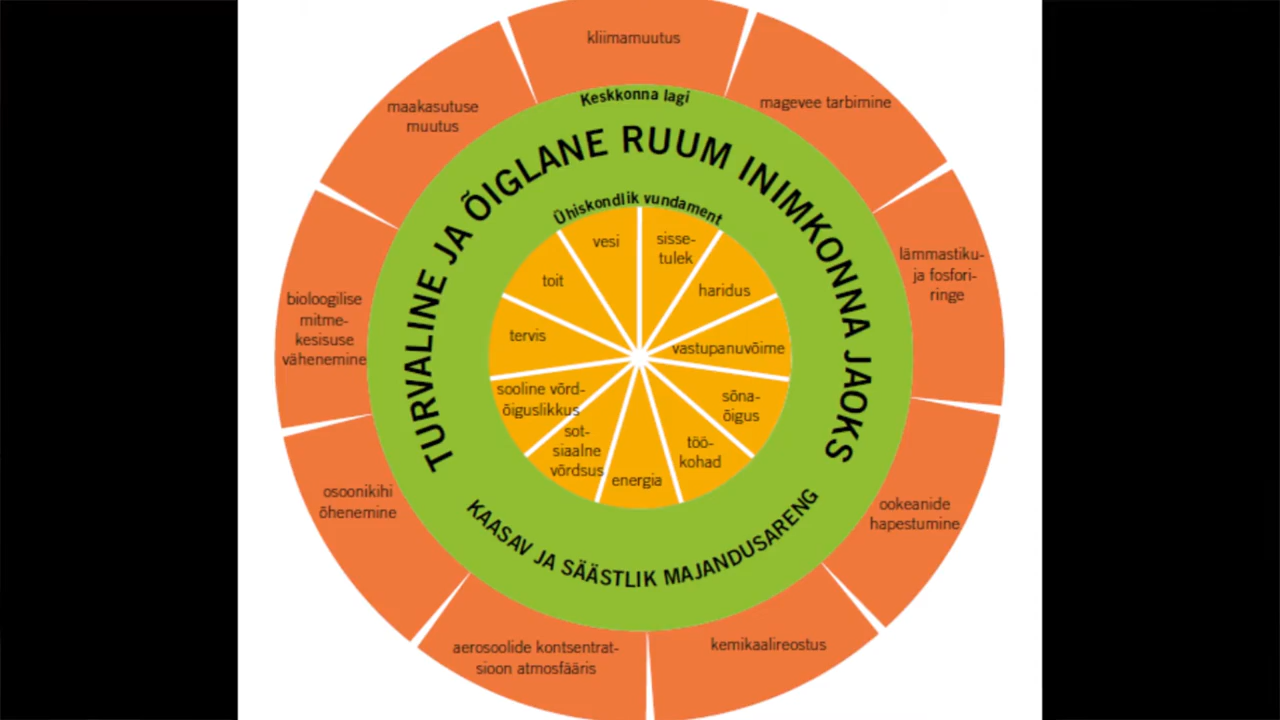 kliimamuutus
magevee tarbimine
lämmastiku-
ja fosfori-
ringe
ookeanide
hapestumine
kemikaalireostus
aerosoolide kontsentrat-
sioon atmosfääris
osoonikihi
õhenemine
bioloogilise
mitme-
kesisuse
vähenemine
maakasutuse
muutus
Keskkonna lagi
TURVALINE JA ÕIGLANE RUUM INIMKONNA JAOKS
Ühiskondlik vundament
sisse-
tulek
haridus
vastupanuvõime
sõna-
õigus
töö-
kohad
energia
sot-
siaalne
võrdsus
sooline võrd-
õiguslikkus
tervis
toit
vesi
KAASAV JA SÄÄSTLIK MAJANDUSARENG